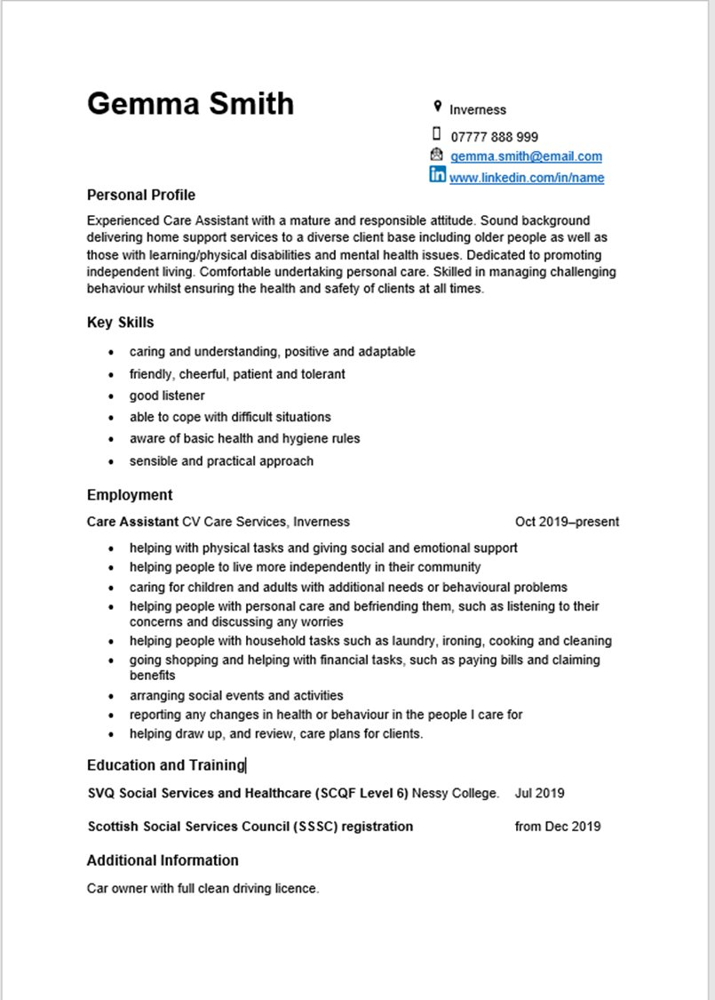 Gemma Smith
Inverness
07777 888 999
gemma.smith@email.com
in www.linkedin.com/in/name
Personal Profile
Experienced Care Assistant with a mature and responsible attitude. Sound background
delivering home support services to a diverse client base including older people as well as
those with learning/physical disabilities and mental health issues. Dedicated to promoting
independent living. Comfortable undertaking personal care. Skilled in managing challenging
behaviour whilst ensuring the health and safety of clients at all times.
Key Skills
• caring and understanding, positive and adaptable
• friendly, cheerful, patient and tolerant
• good listener
• able to cope with difficult situations
• aware of basic health and hygiene rules
• sensible and practical approach
Employment
Care Assistant CV Care Services, Inverness Oct 2019–present
• helping with physical tasks and giving social and emotional support
• helping people to live more independently in their community
• caring for children and adults with additional needs or behavioural problems
• helping people with personal care and befriending them, such as listening to their
concerns and discussing any worries
• helping people with household tasks such as laundry, ironing, cooking and cleaning
• going shopping and helping with financial tasks, such as paying bills and claiming
benefits
• arranging social events and activities
• reporting any changes in health or behaviour in the people I care for
• helping draw up, and review, care plans for clients.
Education and Training
SVQ Social Services and Healthcare (SCQF Level 6) Nessy College. Jul 2019
Scottish Social Services Council (SSSC) registration from Dec 2019
Additional Information
Car owner with full clean driving licence.